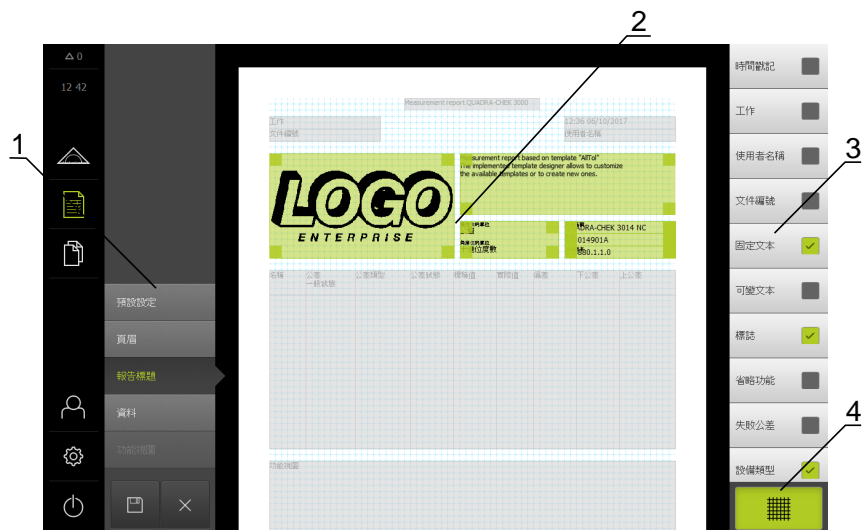 2
0
12 42
1
預設設定
頁眉
報告標題
資料
功能視圖
Measurement report QUADRA-CHEK 3000
工作
文件編號
12:36 06/10/2017
使用者名稱
LOGO
ENTERPRISE
Measurement report based on template "AllTol"
The implemented template designer allows to customize
the available templates or to create new ones.
QUADRA-CHEK 3014 NC
014901A
880.1.1.0
名稱
公差
一般狀態
公差類型
公差狀態
標稱值
實際值
偏差
下公差
上公差
功能視圖
時間戳記
工作
使用者名稱
3
文件編號
固定文本
可變文本
標誌
省略功能
失敗公差
4
設備類型